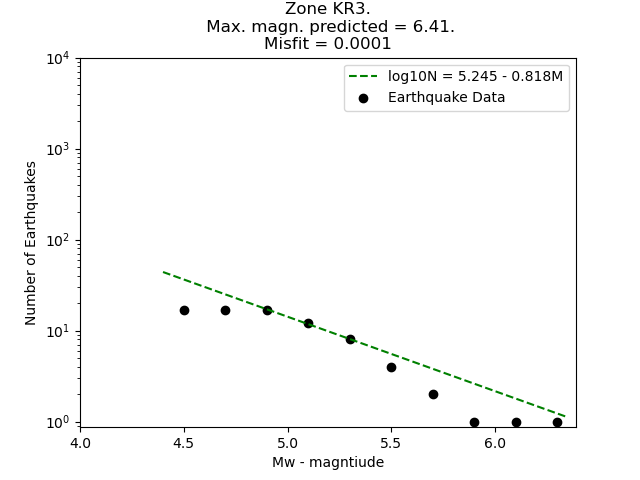 Zone KR3.
Max. magn. predicted = 6.41.
Misfit = 0.0001
log10N = 5.245 - 0.818M
Earthquake Data
Number of Earthquakes
10^4
10^3
10^2
10^1
10^0
4.0 4.5 5.0 5.5 6.0
Mw - magntiude